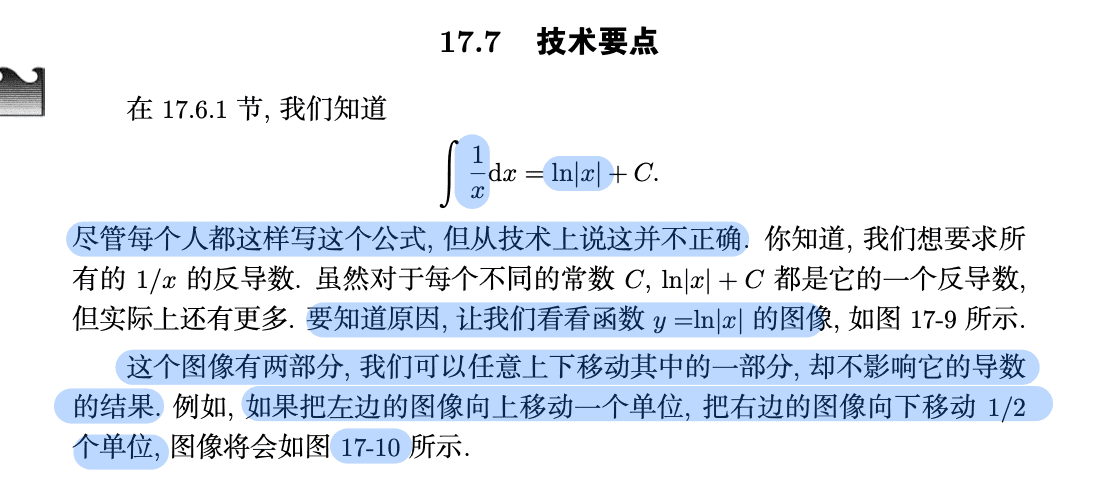 17.7 技术要点
在 17.6.1 节, 我们知道
∫ 1/x dx = ln|x| + C.
尽管每个人都这样写这个公式, 但从技术上说这并不正确. 你知道, 我们想要求所
有的 1/x 的反导数. 虽然对于每个不同的常数 C, ln|x| + C 都是它的一个反导数,
但实际上还有更多. 要知道原因, 让我们看看函数 y =ln|x| 的图像, 如图 17-9 所示.
这个图像有两部分, 我们可以任意上下移动其中的一部分, 却不影响它的导数
的结果. 例如, 如果把左边的图像向上移动一个单位, 把右边的图像向下移动 1/2
个单位, 图像将会如图 17-10 所示.